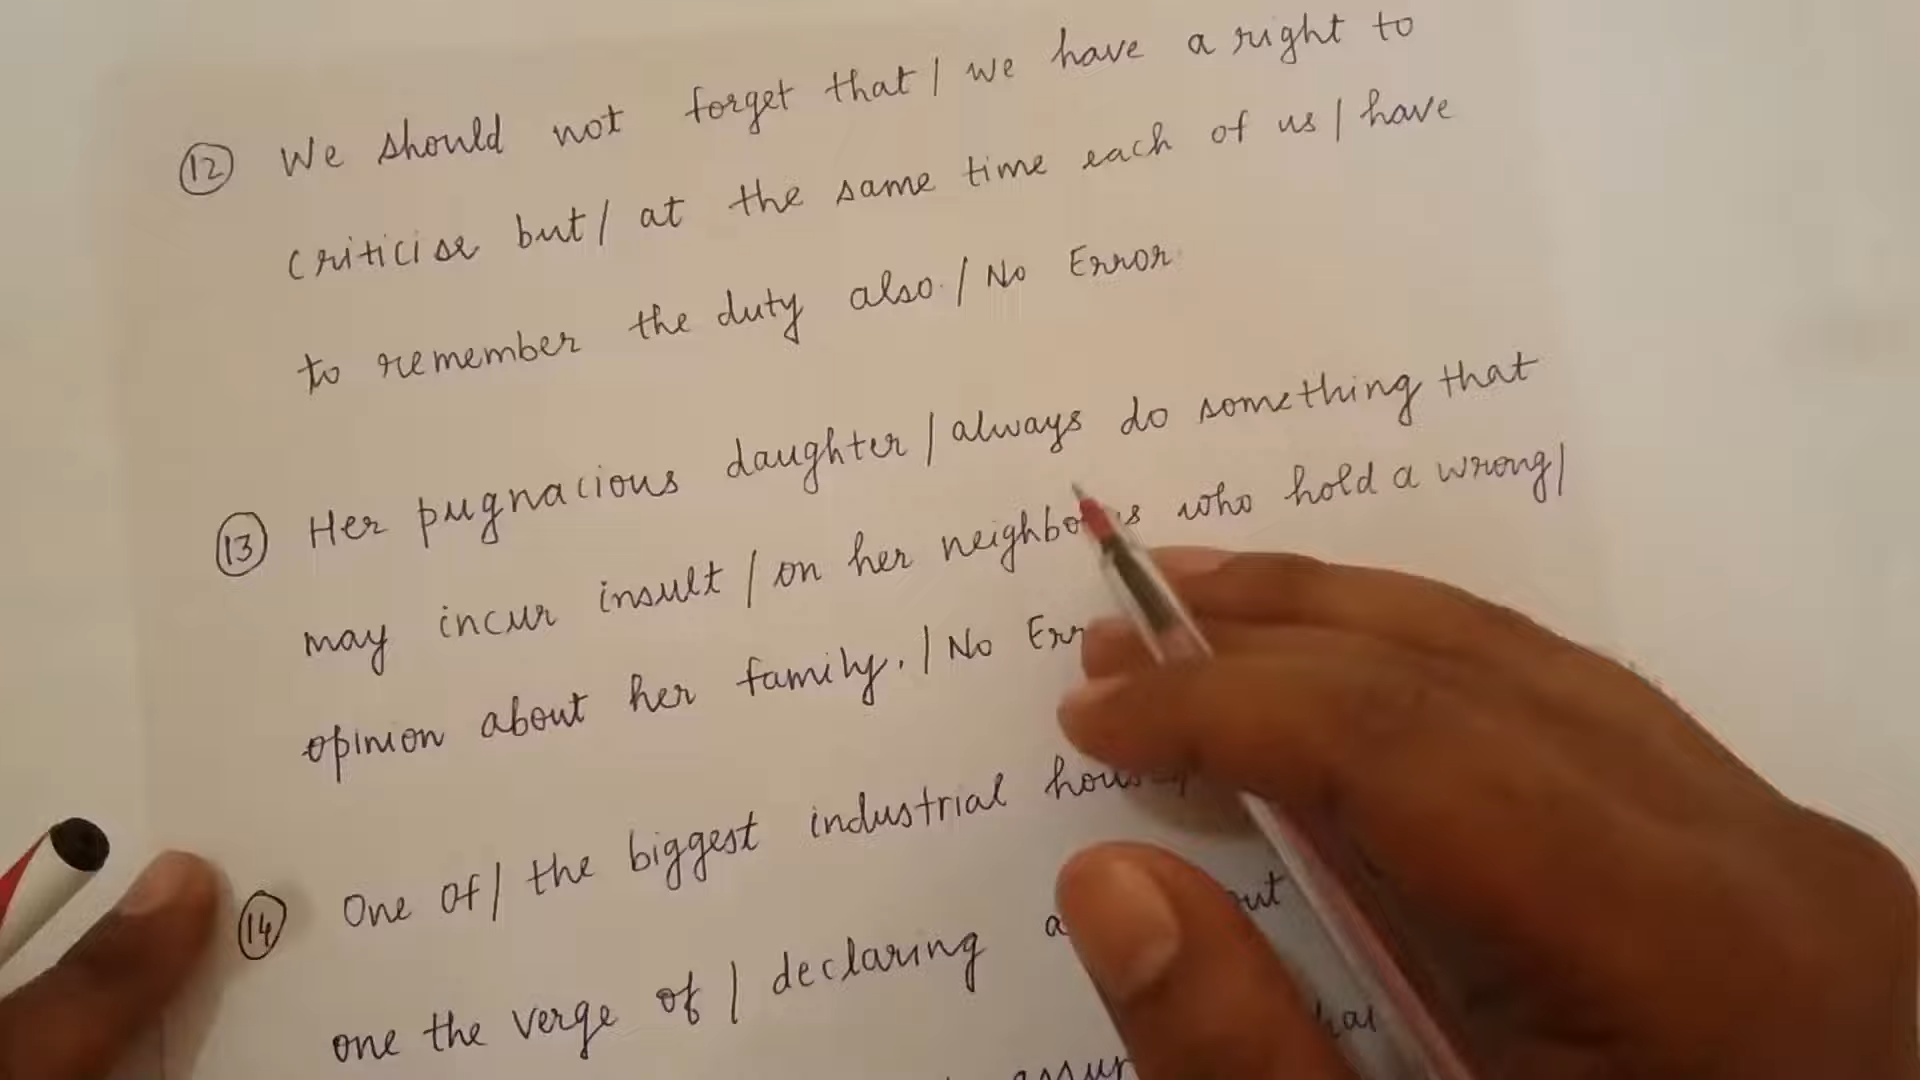 12 We should not forget that / we have a right to
criticise but / at the same time each of us / have
to remember the duty also. / No Error
13 Her pugnacious daughter / always do something that
may incur insult / on her who hold a wrong /
opinion about her family. / No
14 One of / the biggest industrial
one the verge of / declaring